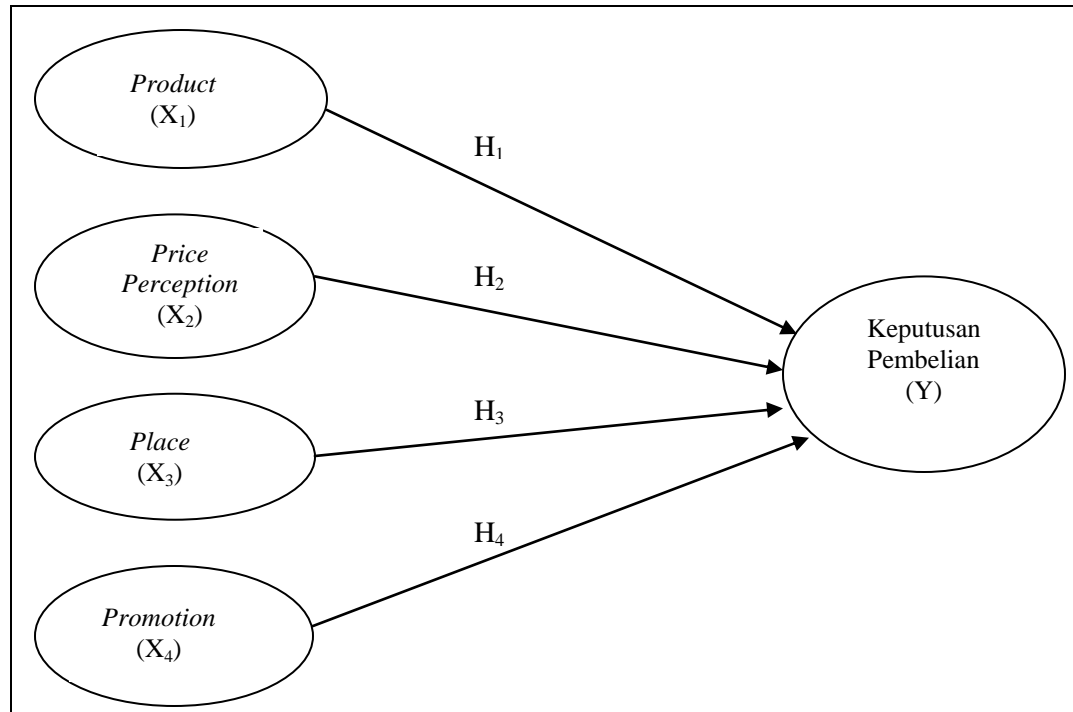 Product
(X₁)
H₁
Price
Perception
(X₂)
H₂
Keputusan
Pembelian
(Y)
Place
(X₃)
H₃
Promotion
(X₄)
H₄